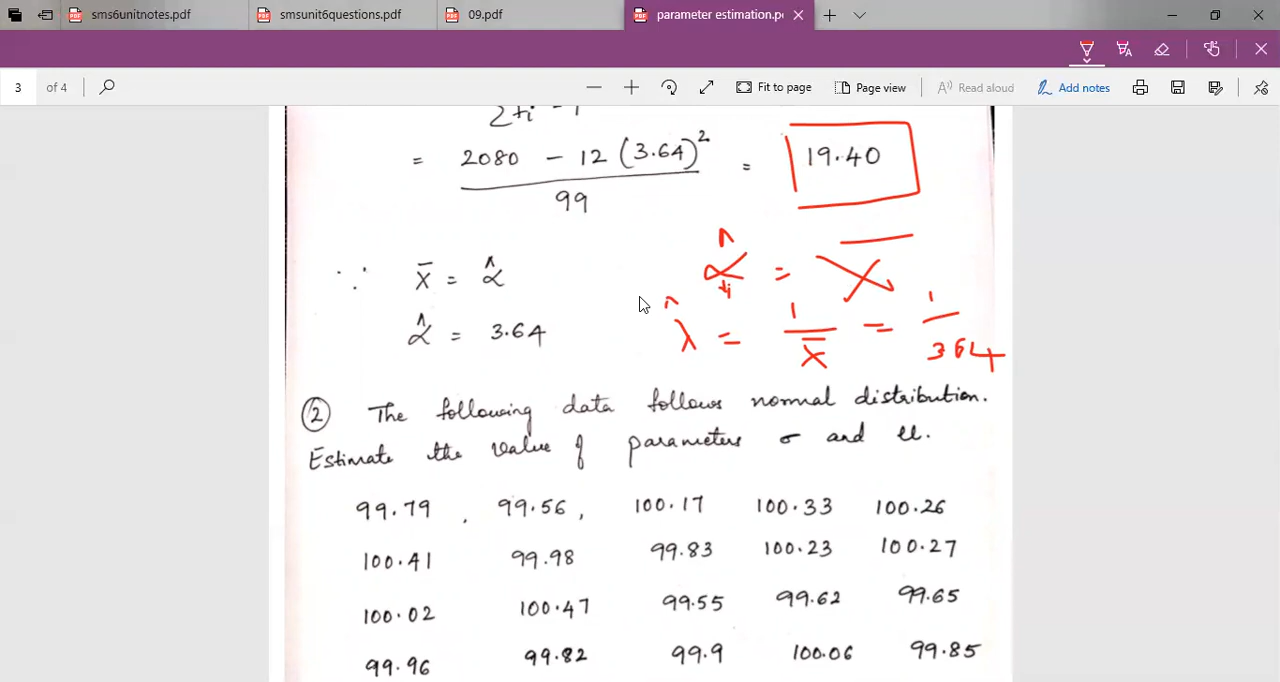 sms6unitnotes.pdf smsunit6questions.pdf 09.pdf parameter estimation.p
3 of 4 Fit to page Page view Read aloud Add notes
= 2080 - 12 (3.64)² / 99 = 19.40
∵ X̄ = α̂
α̂ = 3.64
α̂ = X̄
λ̂ = 1/X̄ = 1/364
② The following data follows normal distribution.
Estimate the value of parameters σ and μ.
99.79 , 99.56 , 100.17 100.33 100.26
100.41 99.98 99.83 100.23 100.27
100.02 100.47 99.55 99.62 99.65
99.96 99.82 99.9 100.06 99.85